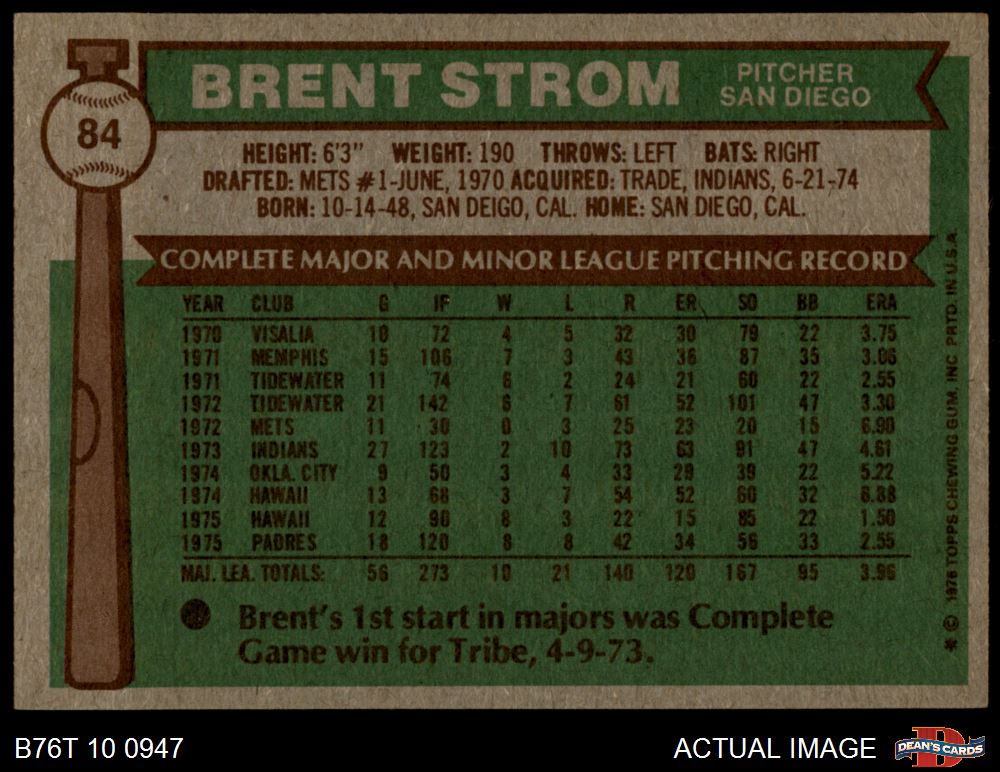 84
BRENT STROM
PITCHER
SAN DIEGO
HEIGHT: 6'3" WEIGHT: 190 THROWS: LEFT BATS: RIGHT
DRAFTED: METS #1-JUNE, 1970 ACQUIRED: TRADE, INDIANS, 6-21-74
BORN: 10-14-48, SAN DEIGO, CAL. HOME: SAN DIEGO, CAL.
COMPLETE MAJOR AND MINOR LEAGUE PITCHING RECORD
YEAR CLUB G IP W L R ER SO BB ERA
1970 VISALIA 10 72 4 5 32 30 79 22 3.75
1971 MEMPHIS 15 106 7 3 43 36 87 35 3.06
1971 TIDEWATER 11 74 6 2 24 21 60 22 2.55
1972 TIDEWATER 21 142 6 7 61 52 101 47 3.30
1972 METS 11 30 0 3 25 23 20 15 6.90
1973 INDIANS 27 123 2 10 73 63 91 47 4.61
1974 OKLA. CITY 9 50 3 4 33 29 39 22 5.22
1974 HAWAII 13 68 3 7 54 52 60 32 6.88
1975 HAWAII 12 90 8 3 22 15 85 22 1.50
1975 PADRES 18 120 8 8 42 34 56 33 2.55
MAJ. LEA. TOTALS: 56 273 10 21 140 120 167 95 3.96
Brent's 1st start in majors was Complete
Game win for Tribe, 4-9-73.
* © 1976 TOPPS CHEWING GUM, INC PRTD. IN U.S.A.
B76T 10 0947
ACTUAL IMAGE
D
DEAN'S CARDS